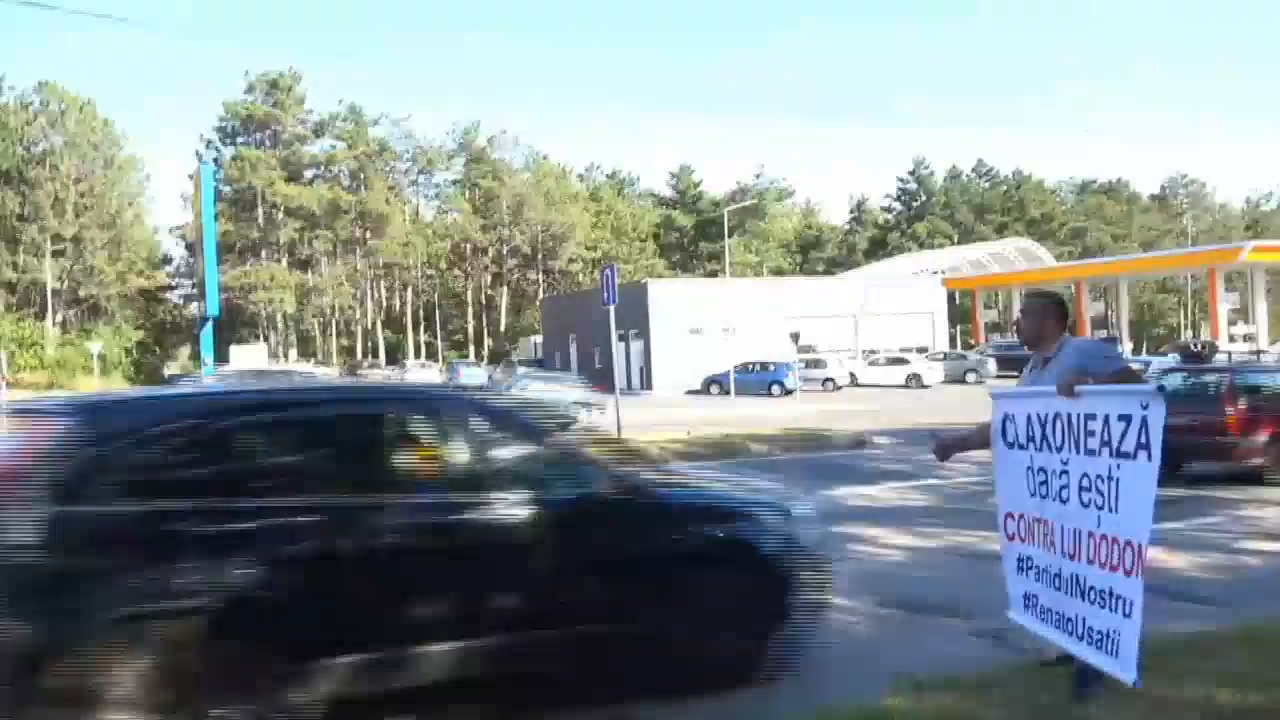 CLAXONEAZĂ
dacă ești
CONTRA LUI DODON
#PartidulNostru
#RenatoUsatii